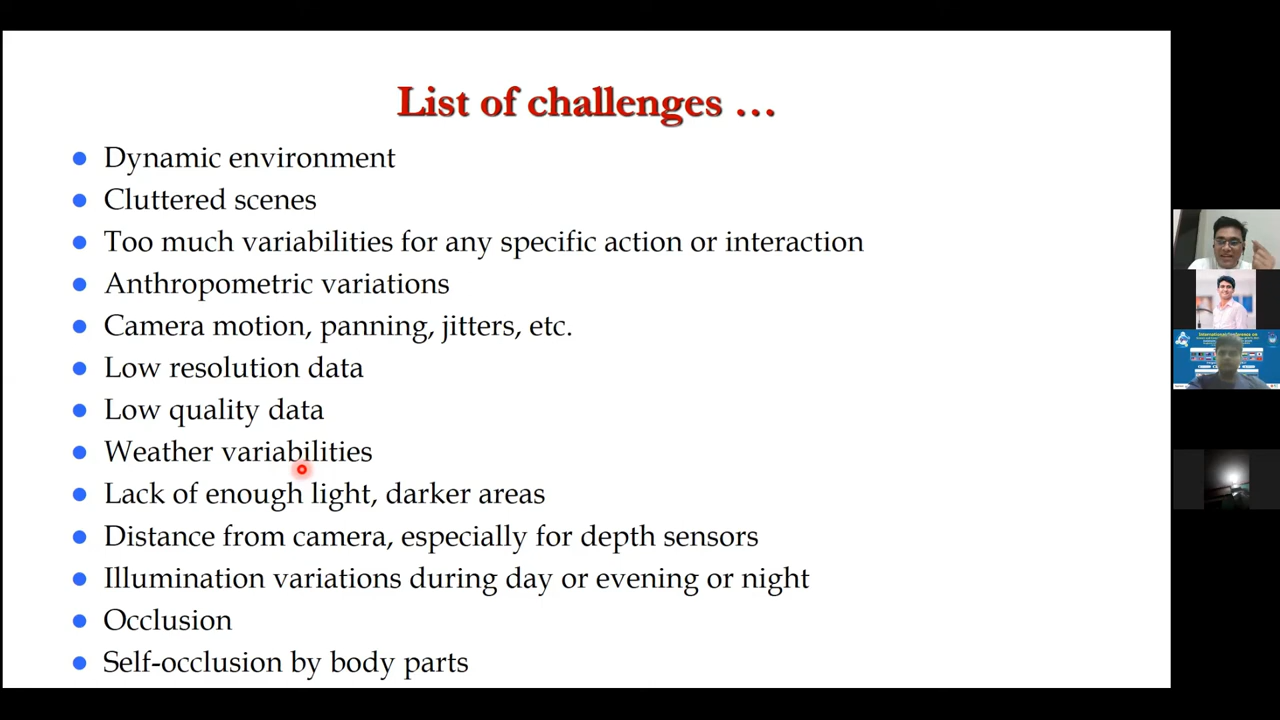 List of challenges …
● Dynamic environment
● Cluttered scenes
● Too much variabilities for any specific action or interaction
● Anthropometric variations
● Camera motion, panning, jitters, etc.
● Low resolution data
● Low quality data
● Weather variabilities
● Lack of enough light, darker areas
● Distance from camera, especially for depth sensors
● Illumination variations during day or evening or night
● Occlusion
● Self-occlusion by body parts
International Conference on